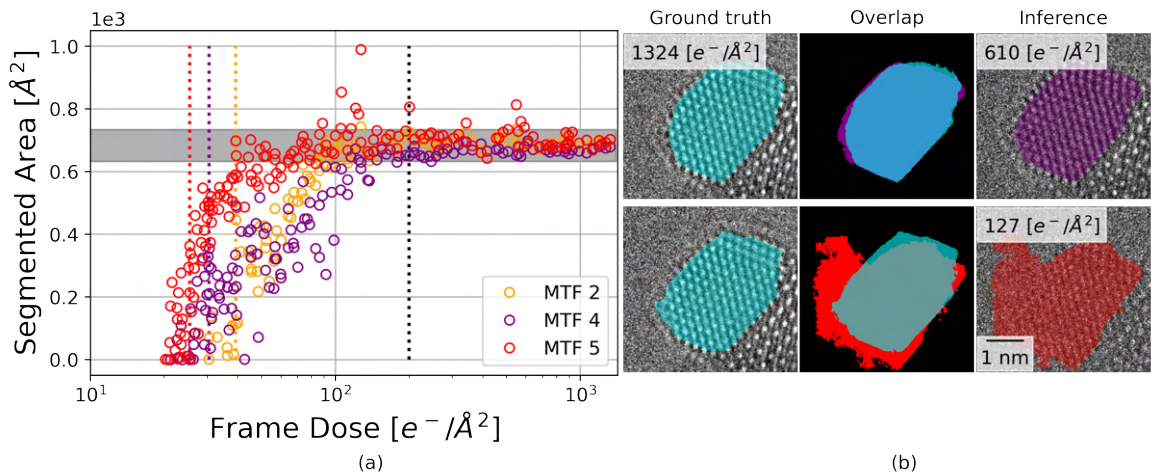 1e3
Segmented Area [Å²]
1.0
0.8
0.6
0.4
0.2
0.0
10¹
10²
10³
Frame Dose [e⁻/Å²]
MTF 2
MTF 4
MTF 5
(a)
Ground truth
Overlap
Inference
1324 [e⁻/Å²]
610 [e⁻/Å²]
127 [e⁻/Å²]
1 nm
(b)